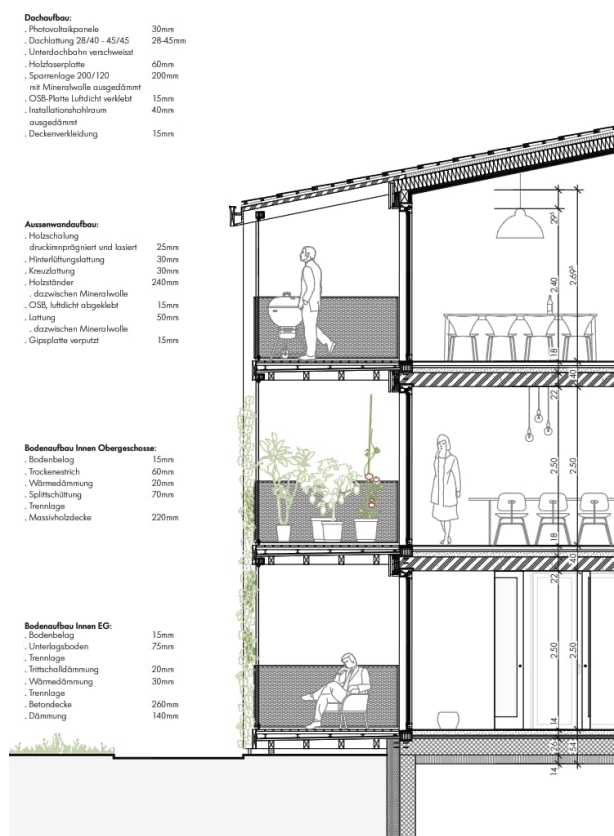 Dachaufbau:
. Photovoltaikpanele 30mm
. Dachlattung 28/40 - 45/45 28-45mm
. Unterdachbahn verschweisst
. Holzfaserplatte 60mm
. Sparrenlage 200/120 200mm
mit Mineralwolle ausgedämmt
. OSB-Platte Luftdicht verklebt 15mm
. Installationshohlraum 40mm
ausgedämmt
. Deckenverkleidung 15mm
Aussenwandaufbau:
. Holzschalung
druckimnprägniert und lasiert 25mm
. Hinterlüftungslattung 30mm
. Kreuzlattung 30mm
. Holzständer 240mm
. dazwischen Mineralwolle
. OSB, luftdicht abgeklebt 15mm
. Lattung 50mm
. dazwischen Mineralwolle
. Gipsplatte verputzt 15mm
Bodenaufbau Innen Obergeschosse:
. Bodenbelag 15mm
. Trockenestrich 60mm
. Wärmedämmung 20mm
. Splittschüttung 70mm
. Trennlage
. Massivholzdecke 220mm
Bodenaufbau Innen EG:
. Bodenbelag 15mm
. Unterlagsboden 75mm
. Trennlage
. Trittschalldämmung 20mm
. Wärmedämmung 30mm
. Trennlage
. Betondecke 260mm
. Dämmung 140mm
29⁵
2.40
2.69⁵
18
40
22
2.50
2.50
18
40
22
2.50
2.50
14
26
54
14